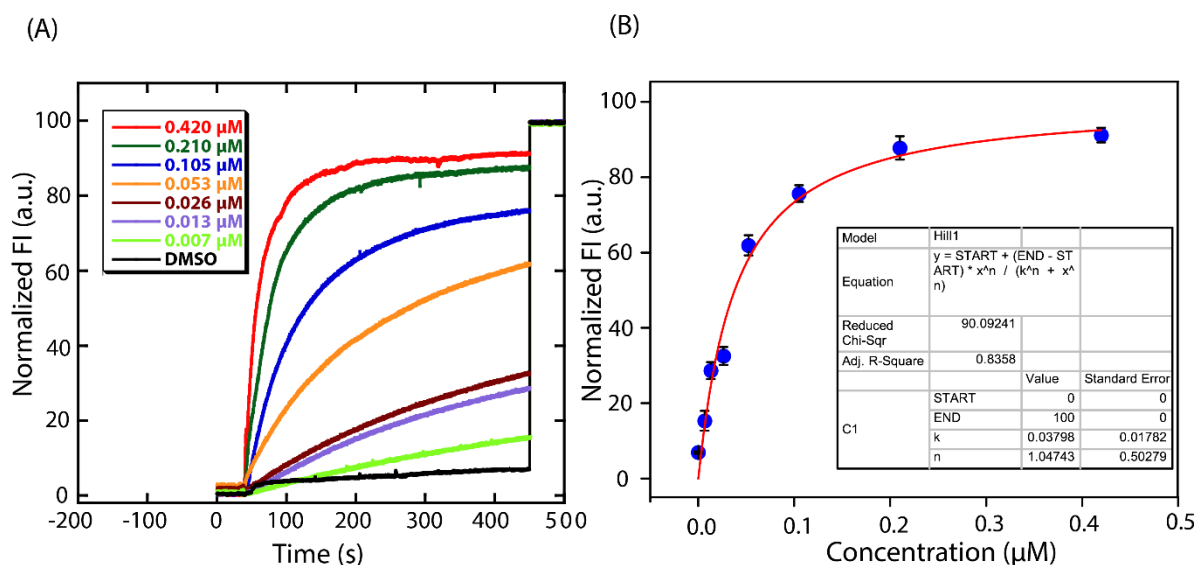 (A)
Normalized FI (a.u.)
100
80
60
40
20
0
0.420 µM
0.210 µM
0.105 µM
0.053 µM
0.026 µM
0.013 µM
0.007 µM
DMSO
-200 -100 0 100 200 300 400 500
Time (s)
(B)
Normalized FI (a.u.)
100
80
60
40
20
0
Model Hill1
Equation y = START + (END - ST
ART) * x^n / (k^n + x^
n)
Reduced
Chi-Sqr 90.09241
Adj. R-Square 0.8358
Value Standard Error
C1
START 0 0
END 100 0
k 0.03798 0.01782
n 1.04743 0.50279
0.0 0.1 0.2 0.3 0.4 0.5
Concentration (µM)